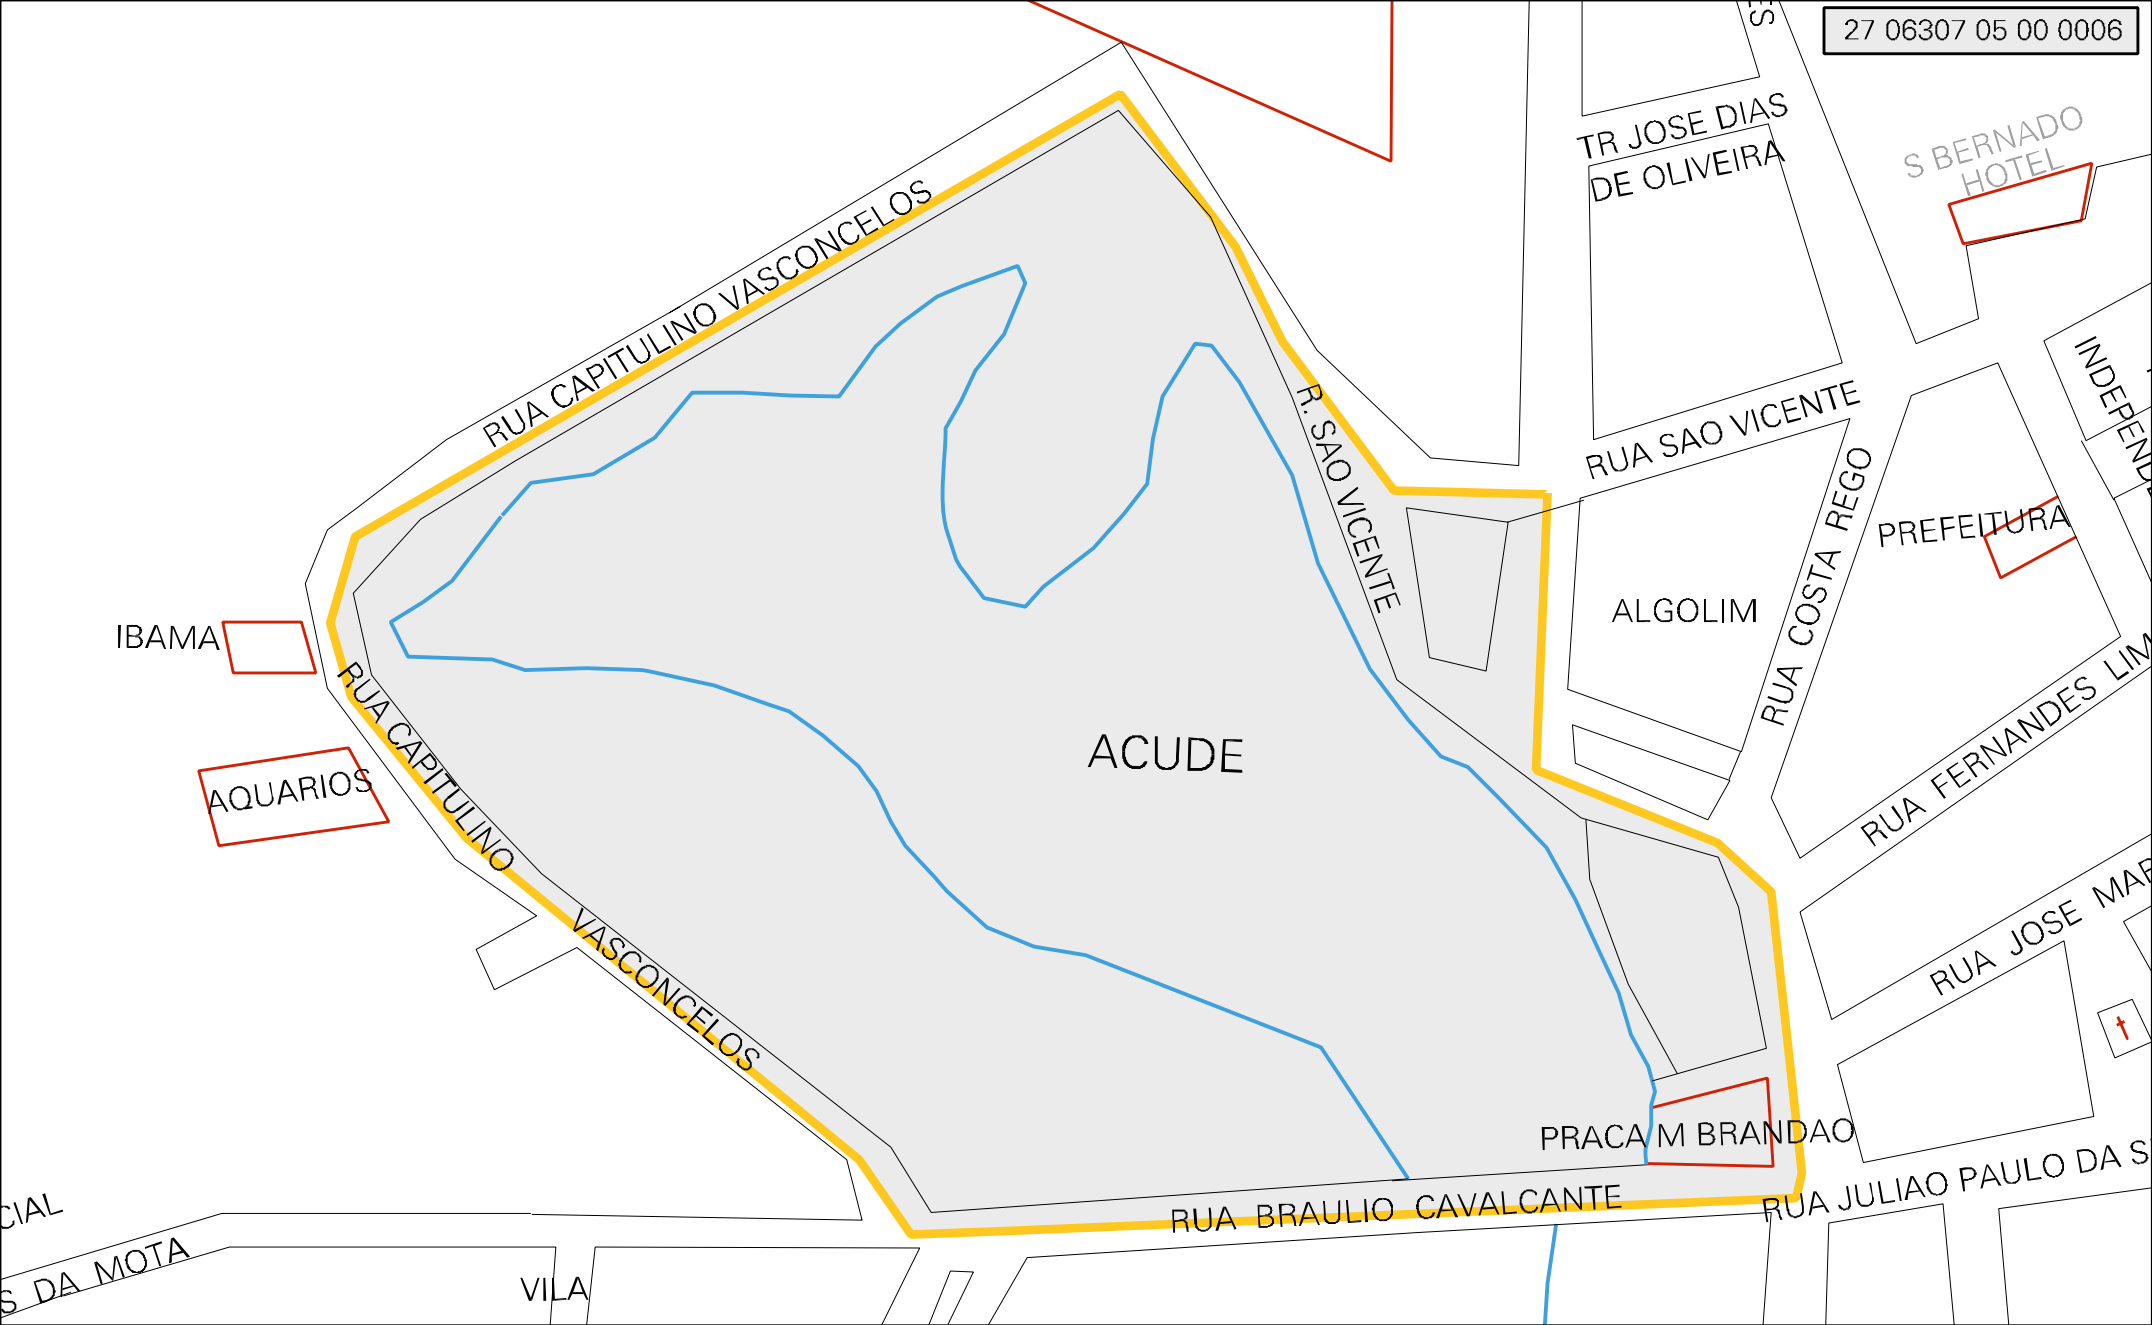 27 06307 05 00 0006
TR JOSE DIAS
DE OLIVEIRA
S BERNADO
HOTEL
RUA CAPITULINO VASCONCELOS
R. SAO VICENTE
RUA SAO VICENTE
RUA COSTA REGO
PREFEITURA
ALGOLIM
IBAMA
AQUARIOS
RUA CAPITULINO
VASCONCELOS
ACUDE
RUA FERNANDES LIM
RUA JOSE MAR
PRACA M BRANDAO
RUA BRAULIO CAVALCANTE
RUA JULIAO PAULO DA S
CIAL
S DA MOTA
VILA
INDEPEND
ES